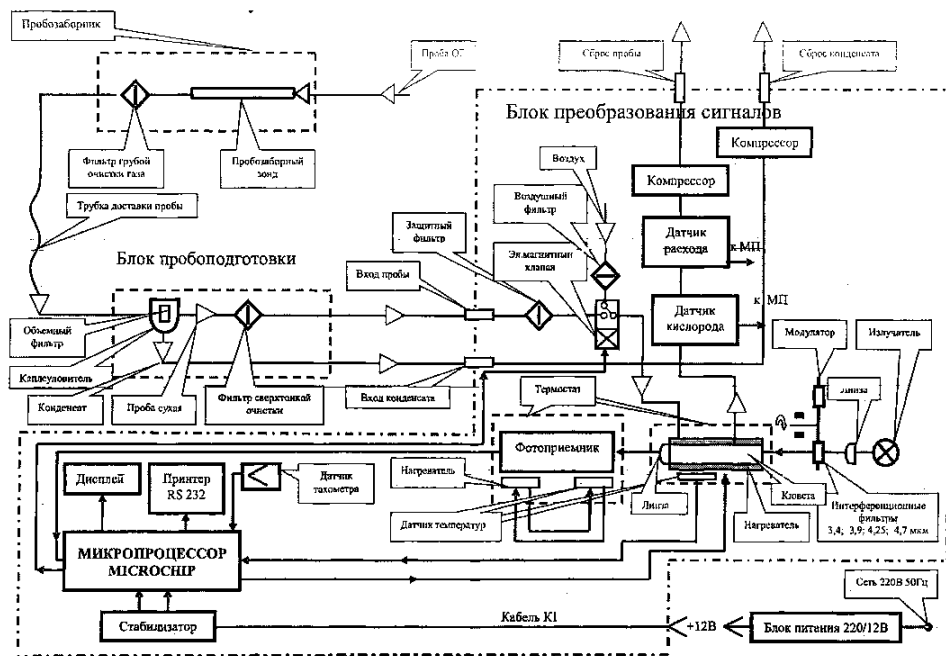 Пробозаборник
Проба ОГ
Сброс пробы
Сброс конденсата
Блок преобразования сигналов
Компрессор
Фильтр грубой
очистки газа
Пробозаборный
зонд
Воздух
Воздушный
фильтр
Компрессор
Трубка доставки пробы
Защитный
фильтр
Эл.магнитный
клапан
Датчик
расхода
к МП
Блок пробоподготовки
Вход пробы
Датчик
кислорода
к МП
Модулятор
Излучатель
Объемный
фильтр
Каплеуловитель
Конденсат
Проба сухая
Фильтр сверхтонкой
очистки
Вход конденсата
Термостат
Линза
Фотоприемник
Дисплей
Принтер
RS 232
Датчик
тахометра
Нагреватель
Датчик температур
Линза
Нагреватель
Кювета
Интерференционные
фильтры
3,4; 3,9; 4,25; 4,7 мкм
МИКРОПРОЦЕССОР
MICROCHIP
Сеть 220В 50Гц
Стабилизатор
Кабель К1
+12В
Блок питания 220/12В